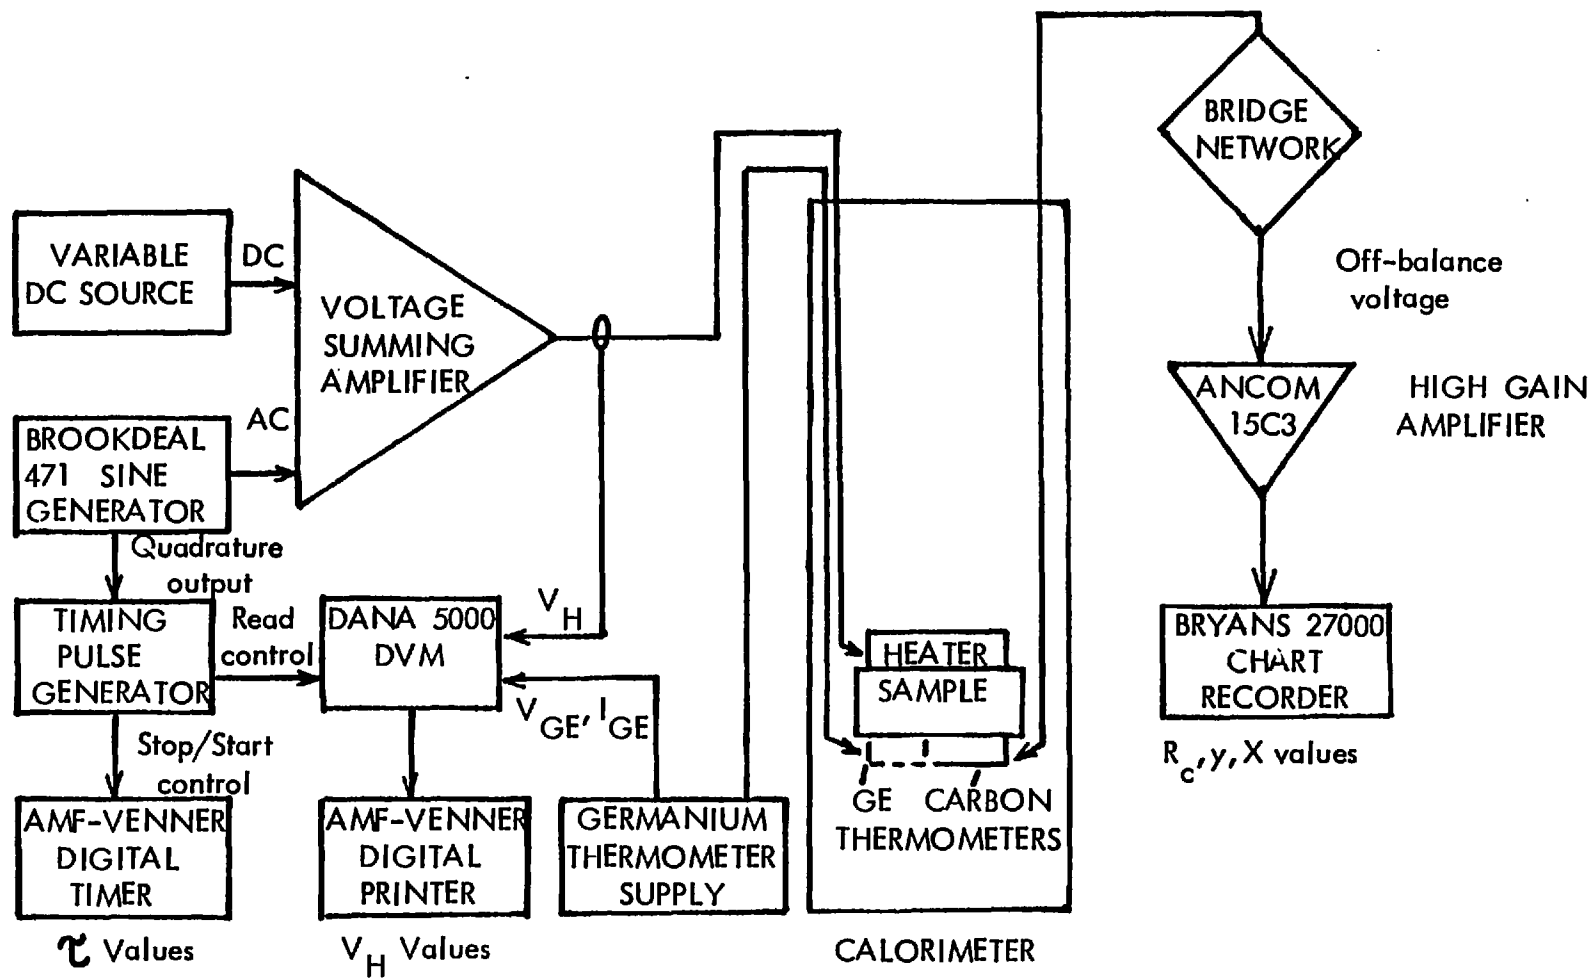 BRIDGE
NETWORK
VARIABLE
DC SOURCE
DC
Off-balance
voltage
VOLTAGE
SUMMING
AMPLIFIER
ANCOM
15C3
HIGH GAIN
AMPLIFIER
AC
BROOKDEAL
471 SINE
GENERATOR
Quadrature
output
TIMING
PULSE
GENERATOR
Read
control
DANA 5000
DVM
V_H
V_GE, I_GE
HEATER
SAMPLE
BRYANS 27000
CHART
RECORDER
R_c, y, X values
Stop/Start
control
GE CARBON
THERMOMETERS
AMF-VENNER
DIGITAL
TIMER
AMF-VENNER
DIGITAL
PRINTER
GERMANIUM
THERMOMETER
SUPPLY
τ Values
V_H Values
CALORIMETER